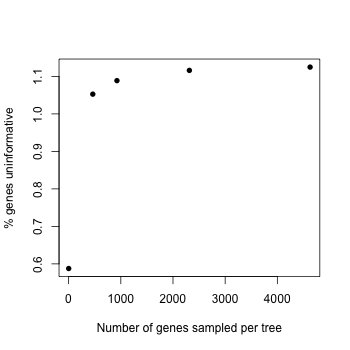 1.1
1.0
0.9
0.8
0.7
0.6
% genes uninformative
0 1000 2000 3000 4000
Number of genes sampled per tree